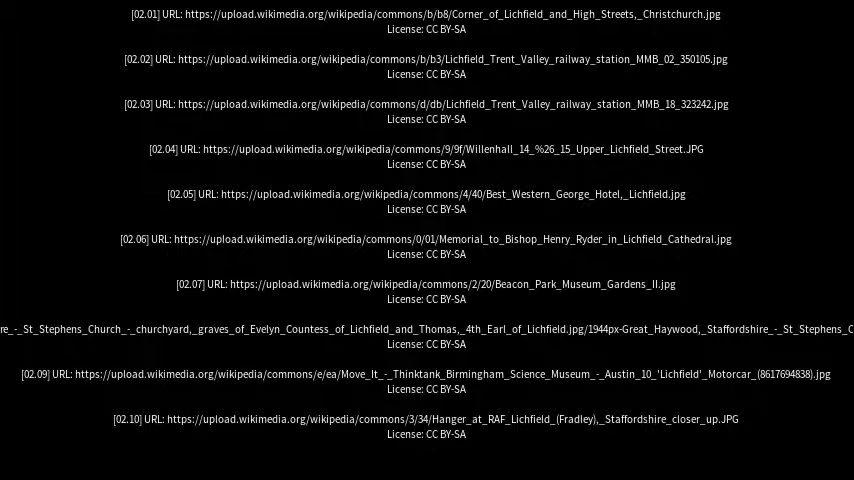 [02.01] URL: https://upload.wikimedia.org/wikipedia/commons/b/b8/Corner_of_Lichfield_and_High_Streets,_Christchurch.jpg
License: CC BY-SA
[02.02] URL: https://upload.wikimedia.org/wikipedia/commons/b/b3/Lichfield_Trent_Valley_railway_station_MMB_02_350105.jpg
License: CC BY-SA
[02.03] URL: https://upload.wikimedia.org/wikipedia/commons/d/db/Lichfield_Trent_Valley_railway_station_MMB_18_323242.jpg
License: CC BY-SA
[02.04] URL: https://upload.wikimedia.org/wikipedia/commons/9/9f/Willenhall_14_%26_15_Upper_Lichfield_Street.JPG
License: CC BY-SA
[02.05] URL: https://upload.wikimedia.org/wikipedia/commons/4/40/Best_Western_George_Hotel,_Lichfield.jpg
License: CC BY-SA
[02.06] URL: https://upload.wikimedia.org/wikipedia/commons/0/01/Memorial_to_Bishop_Henry_Ryder_in_Lichfield_Cathedral.jpg
License: CC BY-SA
[02.07] URL: https://upload.wikimedia.org/wikipedia/commons/2/20/Beacon_Park_Museum_Gardens_II.jpg
License: CC BY-SA
re_-_St_Stephens_Church_-_churchyard,_graves_of_Evelyn_Countess_of_Lichfield_and_Thomas,_4th_Earl_of_Lichfield.jpg/1944px-Great_Haywood,_Staffordshire_-_St_Stephens_C
License: CC BY-SA
[02.09] URL: https://upload.wikimedia.org/wikipedia/commons/e/ea/Move_It_-_Thinktank_Birmingham_Science_Museum_-_Austin_10_'Lichfield'_Motorcar_(8617694838).jpg
License: CC BY-SA
[02.10] URL: https://upload.wikimedia.org/wikipedia/commons/3/34/Hanger_at_RAF_Lichfield_(Fradley),_Staffordshire_closer_up.JPG
License: CC BY-SA